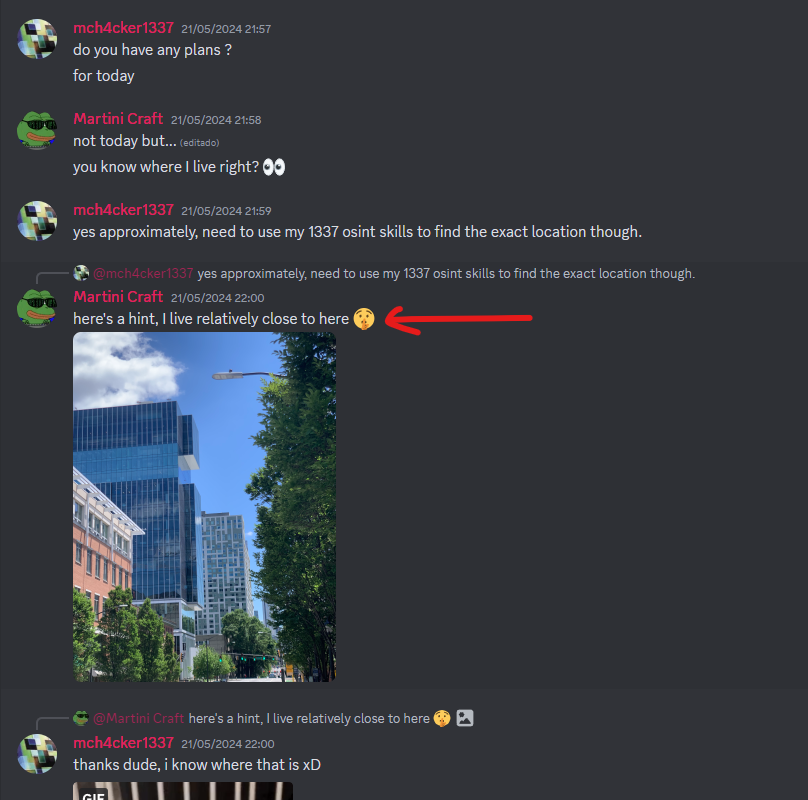 mch4cker1337 21/05/2024 21:57
do you have any plans ?
for today
Martini Craft 21/05/2024 21:58
not today but... (editado)
you know where I live right? 👀
mch4cker1337 21/05/2024 21:59
yes approximately, need to use my 1337 osint skills to find the exact location though.
@mch4cker1337 yes approximately, need to use my 1337 osint skills to find the exact location though.
Martini Craft 21/05/2024 22:00
here's a hint, I live relatively close to here 🤫
@Martini Craft here's a hint, I live relatively close to here 🤫
mch4cker1337 21/05/2024 22:00
thanks dude, i know where that is xD
GIF